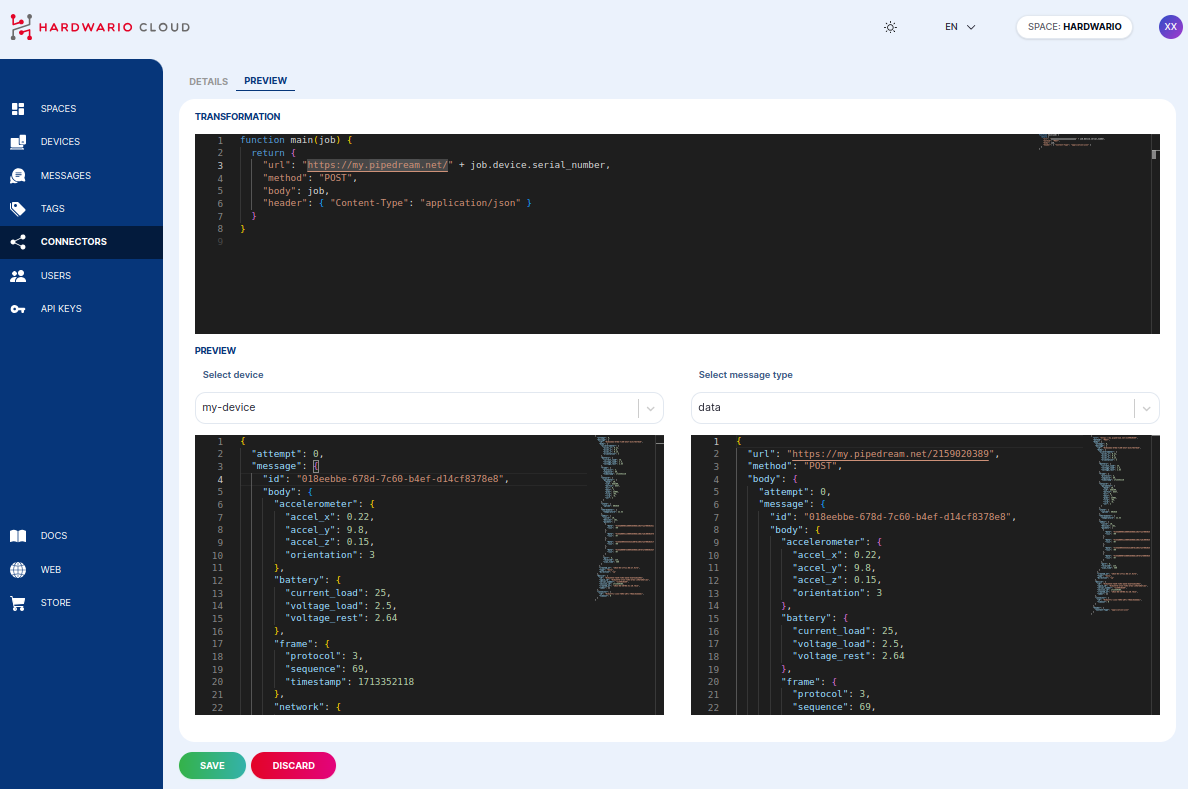 HARDWARIO CLOUD
EN
SPACE: HARDWARIO
XX
SPACES
DEVICES
MESSAGES
TAGS
CONNECTORS
USERS
API KEYS
DOCS
WEB
STORE
DETAILS
PREVIEW
TRANSFORMATION
1 function main(job) {
2   return {
3     "url": "https://my.pipedream.net/" + job.device.serial_number,
4     "method": "POST",
5     "body": job,
6     "header": { "Content-Type": "application/json" }
7   }
8 }
9
PREVIEW
Select device
my-device
1 {
2   "attempt": 0,
3   "message": {
4     "id": "018eebbe-678d-7c60-b4ef-d14cf8378e8",
5     "body": {
6       "accelerometer": {
7         "accel_x": 0.22,
8         "accel_y": 9.8,
9         "accel_z": 0.15,
10         "orientation": 3
11       },
12       "battery": {
13         "current_load": 25,
14         "voltage_load": 2.5,
15         "voltage_rest": 2.64
16       },
17       "frame": {
18         "protocol": 3,
19         "sequence": 69,
20         "timestamp": 1713352118
21       },
22       "network": {
Select message type
data
1 {
2   "url": "https://my.pipedream.net/2159020389",
3   "method": "POST",
4   "body": {
5     "attempt": 0,
6     "message": {
7       "id": "018eebbe-678d-7c60-b4ef-d14cf8378e8",
8       "body": {
9         "accelerometer": {
10           "accel_x": 0.22,
11           "accel_y": 9.8,
12           "accel_z": 0.15,
13           "orientation": 3
14         },
15         "battery": {
16           "current_load": 25,
17           "voltage_load": 2.5,
18           "voltage_rest": 2.64
19         },
20         "frame": {
21           "protocol": 3,
22           "sequence": 69,
SAVE
DISCARD